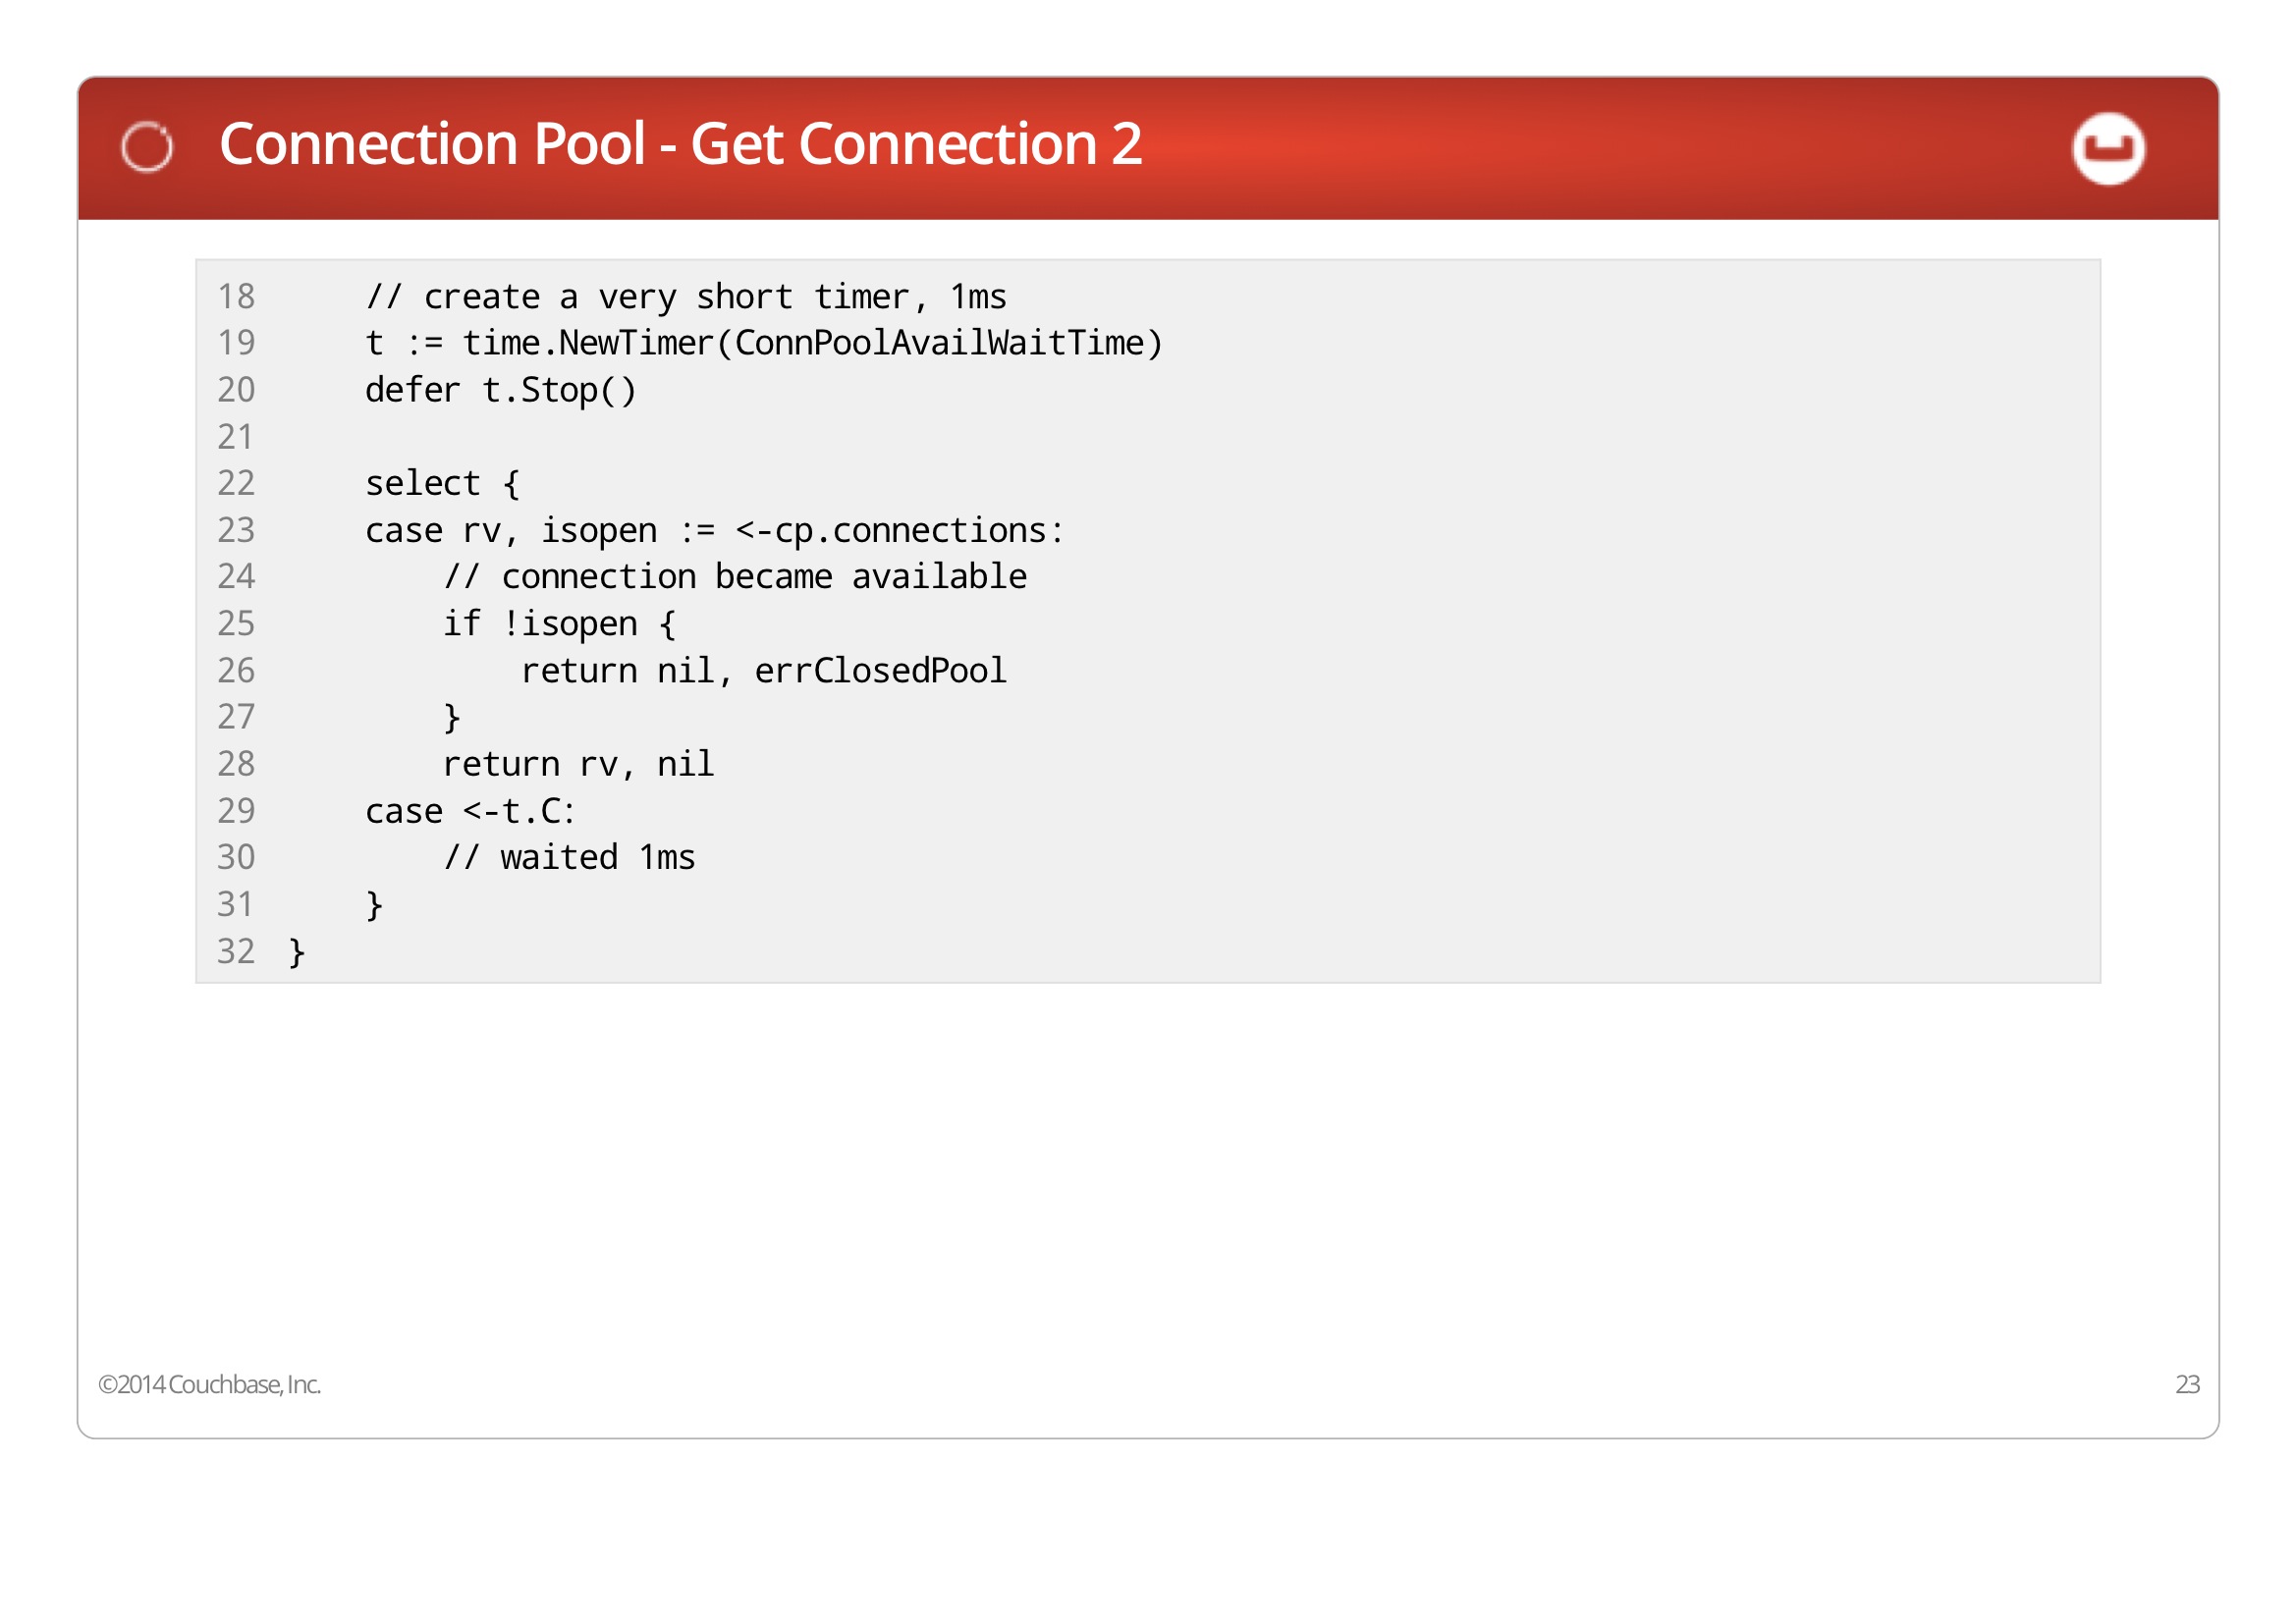 Connection Pool - Get Connection 2
18     // create a very short timer, 1ms
19     t := time.NewTimer(ConnPoolAvailWaitTime)
20     defer t.Stop()
21
22     select {
23     case rv, isopen := <-cp.connections:
24         // connection became available
25         if !isopen {
26             return nil, errClosedPool
27         }
28         return rv, nil
29     case <-t.C:
30         // waited 1ms
31     }
32 }
©2014 Couchbase, Inc.
23